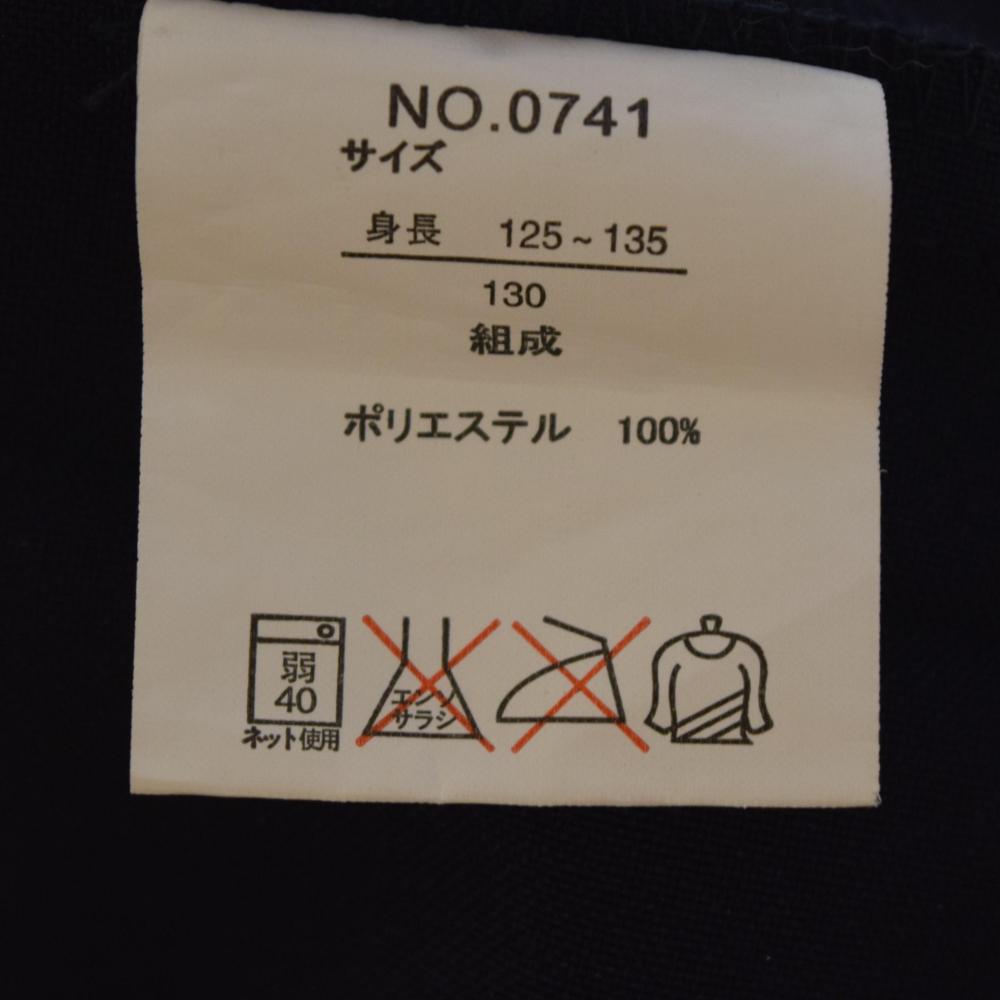 NO.0741
サイズ
身長 125~135
130
組成
ポリエステル 100%
弱
40
ネット使用
エンソ
サラシ